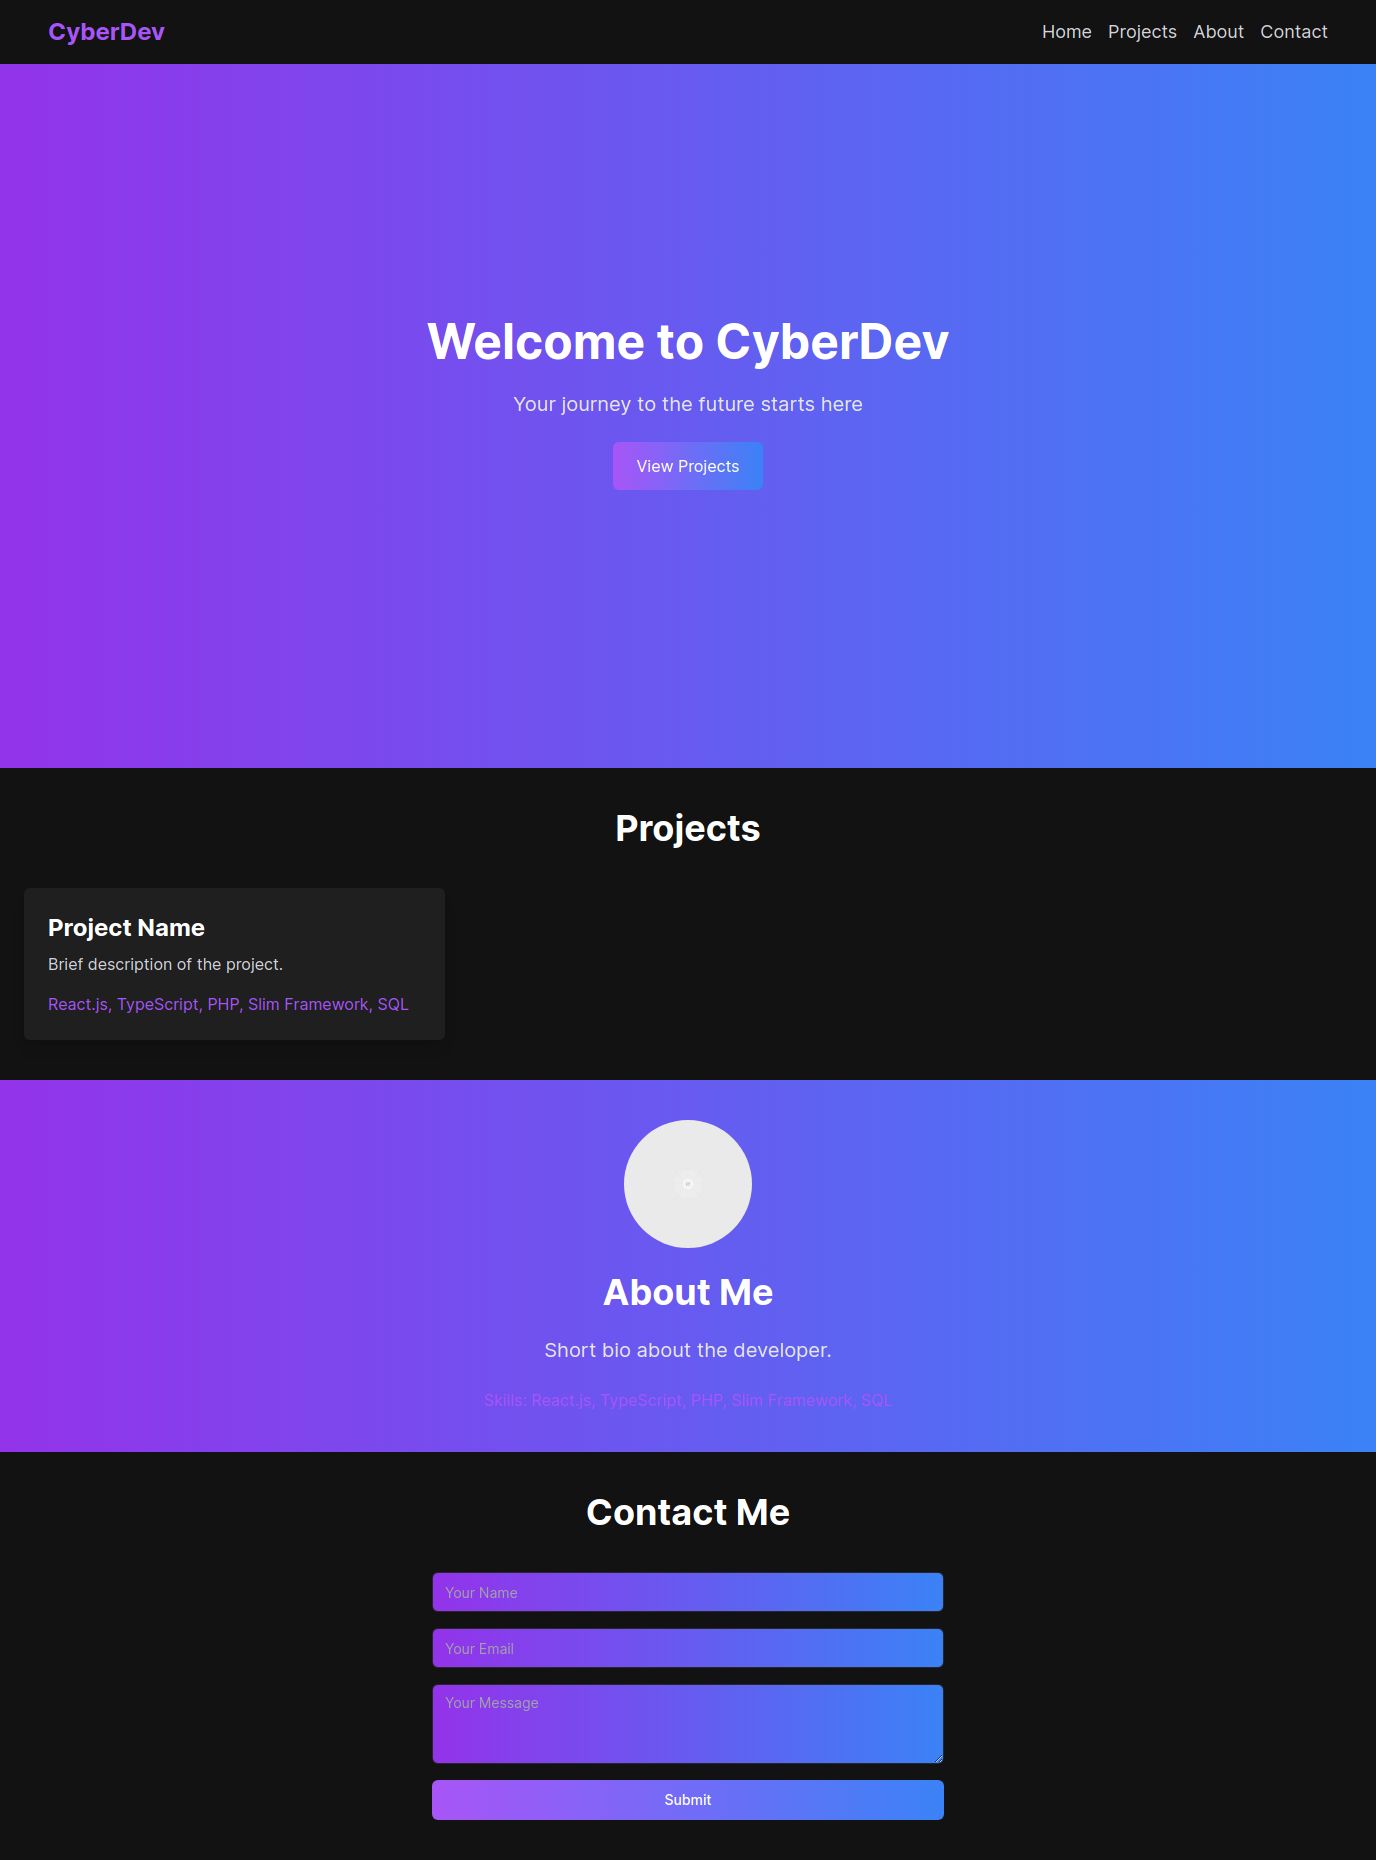 CyberDev
Home Projects About Contact
Welcome to CyberDev
Your journey to the future starts here
View Projects
Projects
Project Name
Brief description of the project.
React.js, TypeScript, PHP, Slim Framework, SQL
About Me
Short bio about the developer.
Skills: React.js, TypeScript, PHP, Slim Framework, SQL
Contact Me
Your Name
Your Email
Your Message
Submit